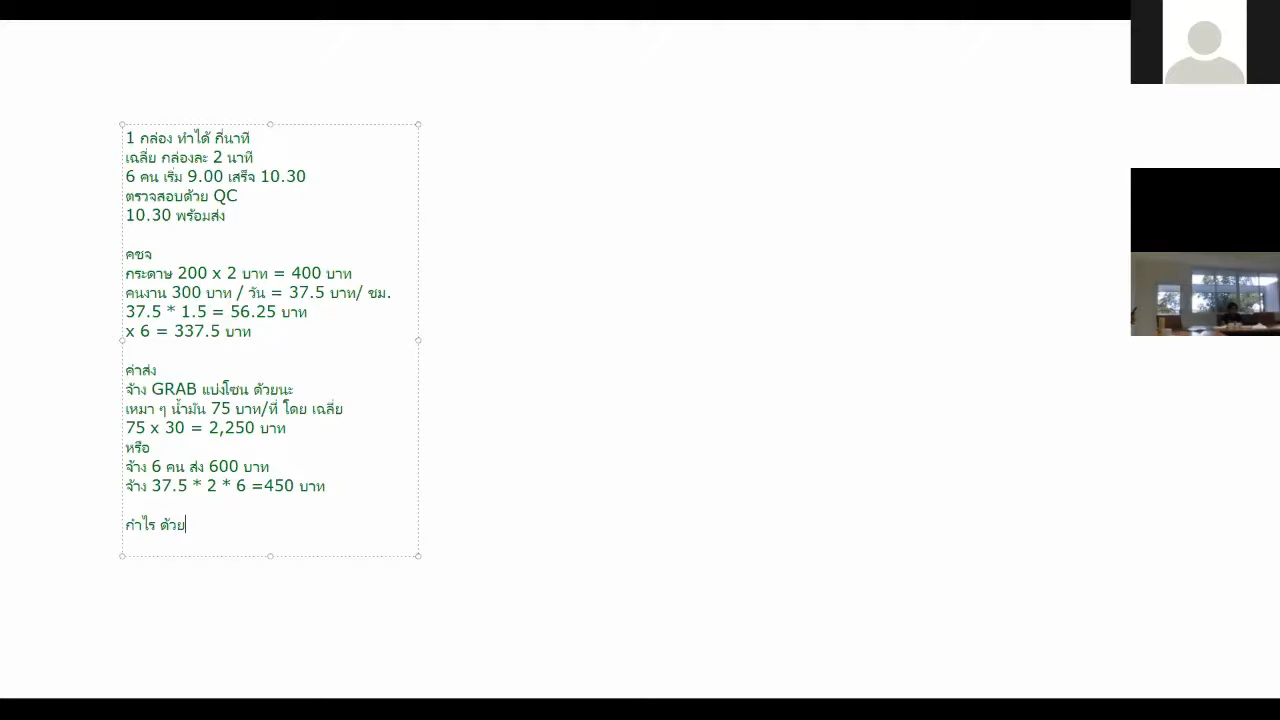 1 กล่อง ทำได้ กี่นาที
เฉลี่ย กล่องละ 2 นาที
6 คน เริ่ม 9.00 เสร็จ 10.30
ตรวจสอบด้วย QC
10.30 พร้อมส่ง
คชจ
กระดาษ 200 x 2 บาท = 400 บาท
คนงาน 300 บาท / วัน = 37.5 บาท/ ชม.
37.5 * 1.5 = 56.25 บาท
x 6 = 337.5 บาท
ค่าส่ง
จ้าง GRAB แบ่งโซน ด้วยนะ
เหมา ๆ น้ำมัน 75 บาท/ที่ โดย เฉลี่ย
75 x 30 = 2,250 บาท
หรือ
จ้าง 6 คน ส่ง 600 บาท
จ้าง 37.5 * 2 * 6 =450 บาท
กำไร ด้วย